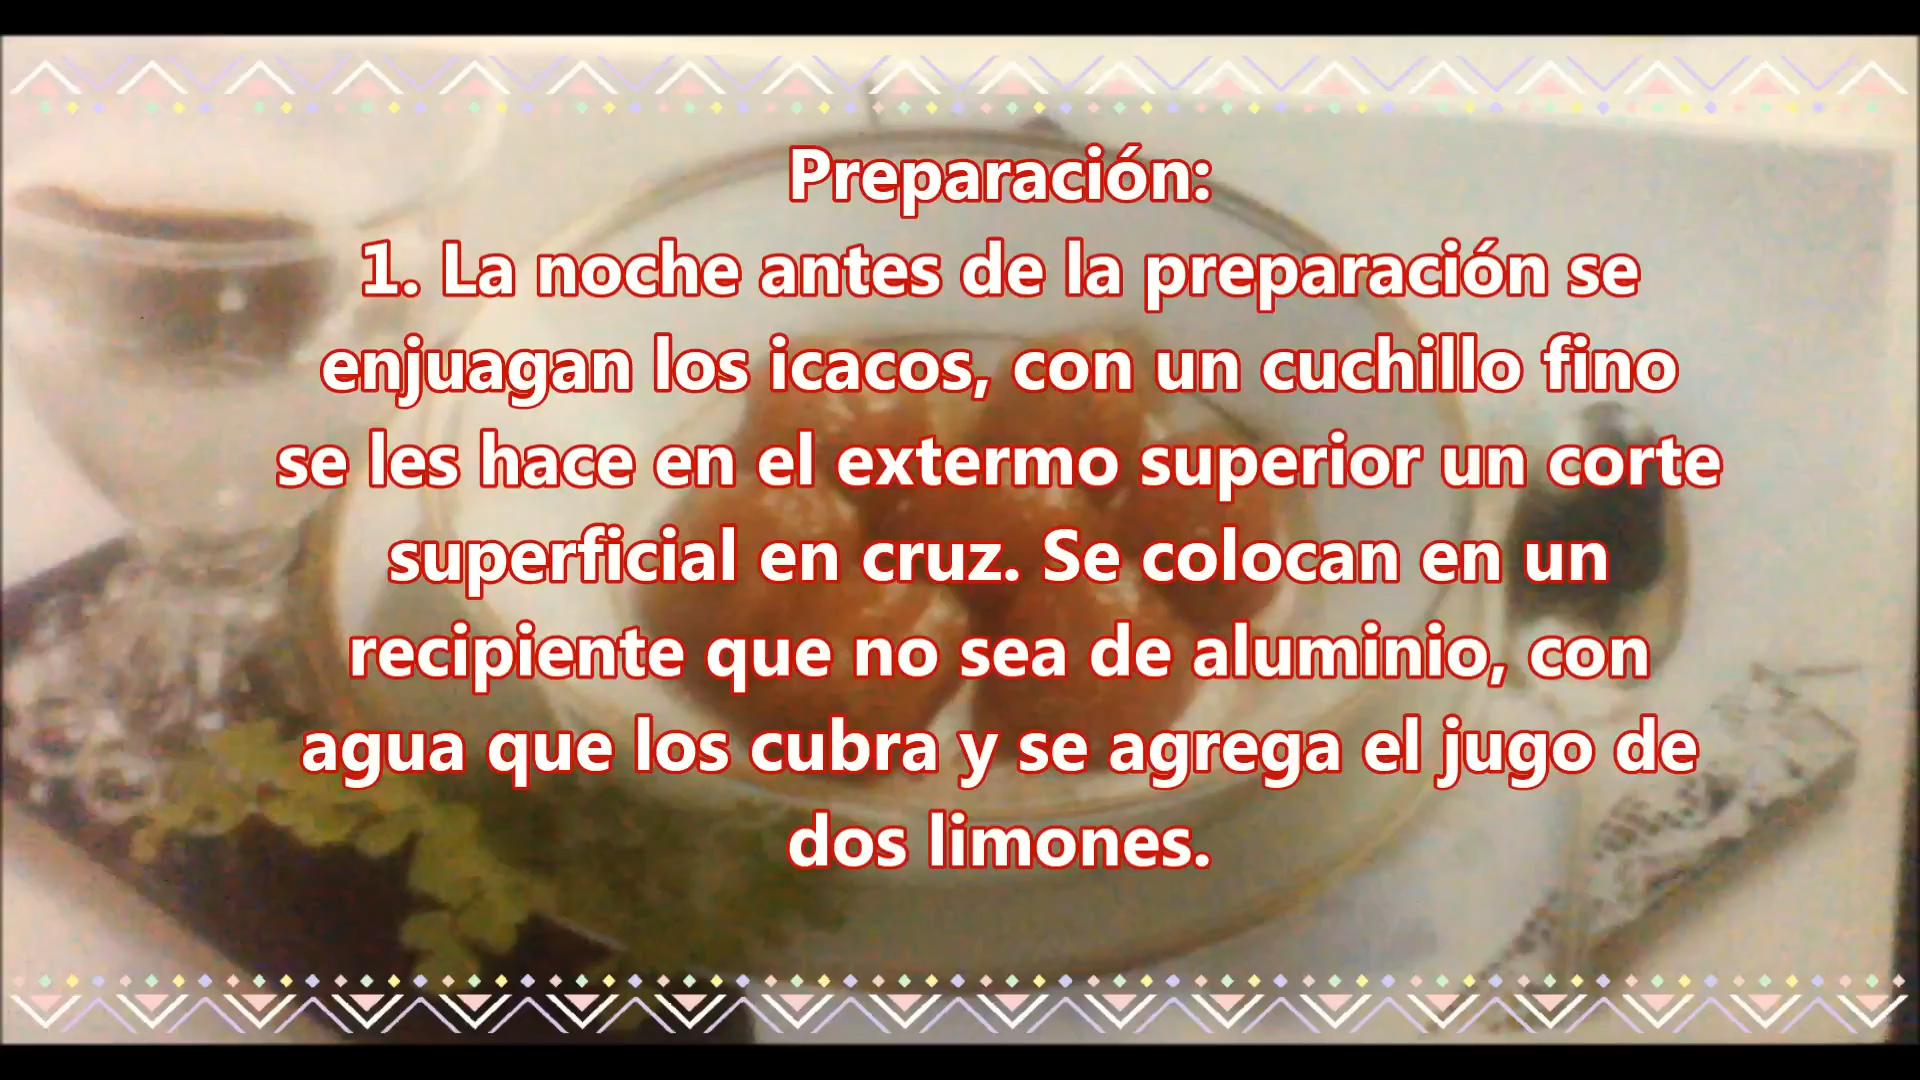 Preparación:
1. La noche antes de la preparación se
enjuagan los icacos, con un cuchillo fino
se les hace en el extermo superior un corte
superficial en cruz. Se colocan en un
recipiente que no sea de aluminio, con
agua que los cubra y se agrega el jugo de
dos limones.